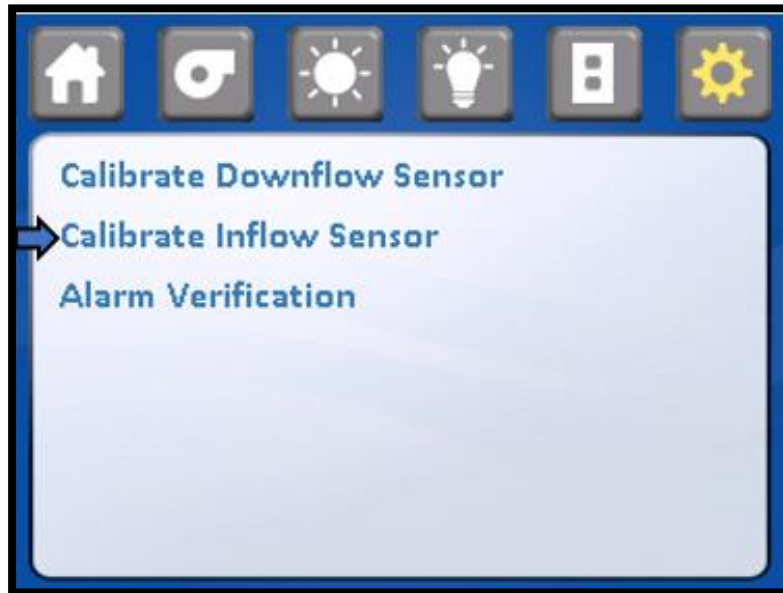 Calibrate Downflow Sensor
Calibrate Inflow Sensor
Alarm Verification